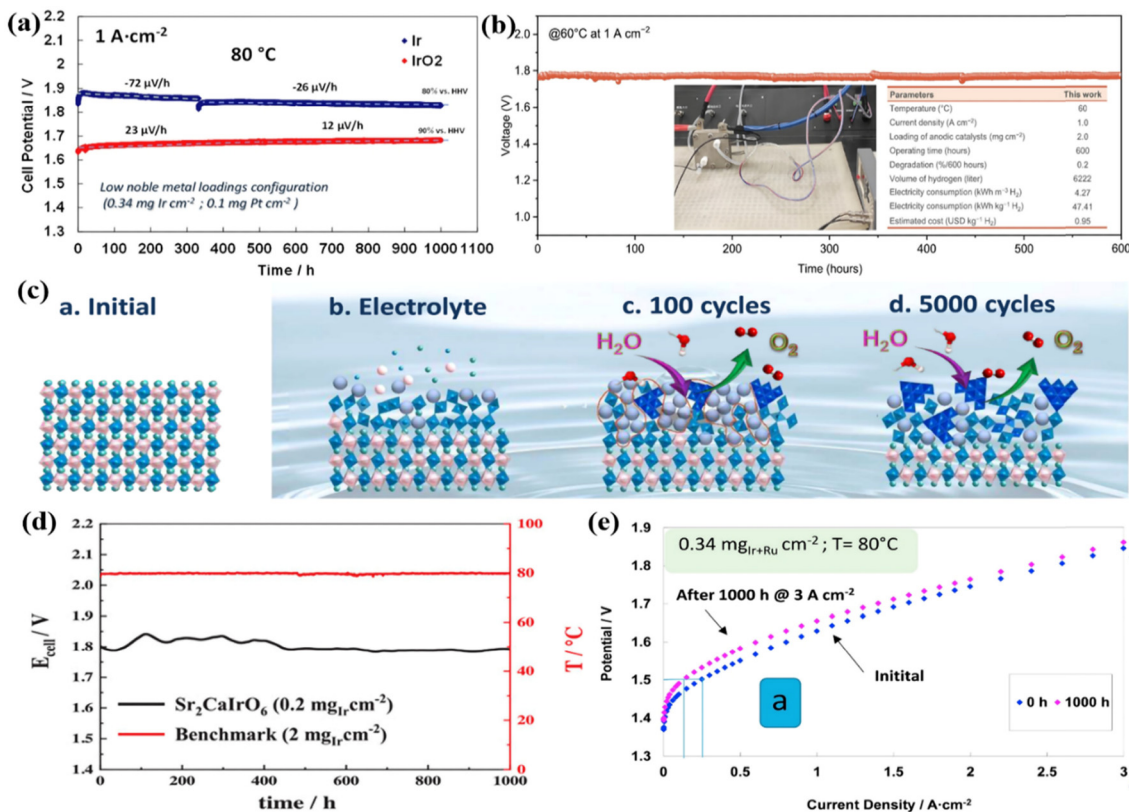 (a)
1 A·cm⁻²
80 °C
Ir
IrO2
-72 µV/h
-26 µV/h
80% vs. HHV
23 µV/h
12 µV/h
90% vs. HHV
Low noble metal loadings configuration
(0.34 mg Ir cm⁻² ; 0.1 mg Pt cm⁻² )
Cell Potential / V
2.2
2.1
2.0
1.9
1.8
1.7
1.6
1.5
1.4
1.3
0 100 200 300 400 500 600 700 800 900 1000 1100
Time / h
(b)
@60°C at 1 A cm⁻²
Voltage (V)
2.0
1.8
1.6
1.4
1.2
1.0
Parameters This work
Temperature (°C) 60
Current density (A cm⁻²) 1.0
Loading of anodic catalysts (mg cm⁻²) 2.0
Operating time (hours) 600
Degradation (%/600 hours) 0.2
Volume of hydrogen (liter) 6222
Electricity consumption (kWh m⁻³ H₂) 4.27
Electricity consumption (kWh kg⁻¹ H₂) 47.41
Estimated cost (USD kg⁻¹ H₂) 0.95
0 100 200 300 400 500 600
Time (hours)
(c)
a. Initial
b. Electrolyte
c. 100 cycles
d. 5000 cycles
H₂O
O₂
H₂O
O₂
(d)
E_cell / V
2.2
2.1
2.0
2.0
1.9
1.8
1.7
1.6
1.5
1.4
100
80
60
40
20
0
T / °C
Sr₂CaIrO₆ (0.2 mg_Ir cm⁻²)
Benchmark (2 mg_Ir cm⁻²)
0 200 400 600 800 1000
time / h
(e)
0.34 mg_Ir+Ru cm⁻² ; T= 80°C
After 1000 h @ 3 A cm⁻²
Initital
a
0 h 1000 h
Potential / V
1.9
1.8
1.7
1.6
1.5
1.4
1.3
0 0.5 1 1.5 2 2.5 3
Current Density / A·cm⁻²